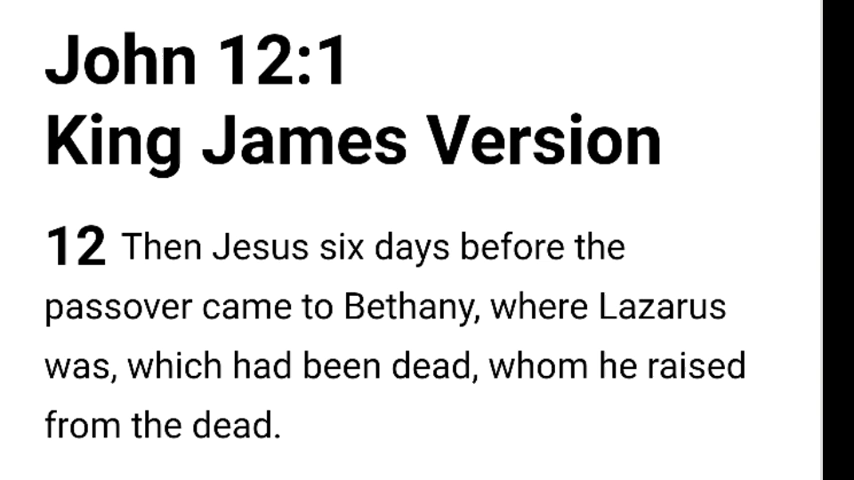 John 12:1
King James Version
12 Then Jesus six days before the
passover came to Bethany, where Lazarus
was, which had been dead, whom he raised
from the dead.